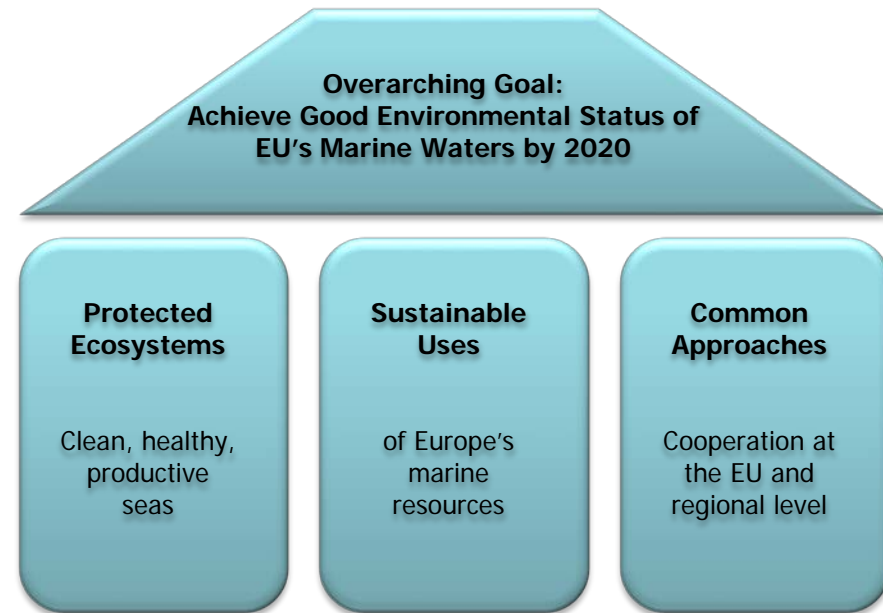 Overarching Goal:
Achieve Good Environmental Status of
EU's Marine Waters by 2020
Protected
Ecosystems
Clean, healthy,
productive
seas
Sustainable
Uses
of Europe's
marine
resources
Common
Approaches
Cooperation at
the EU and
regional level